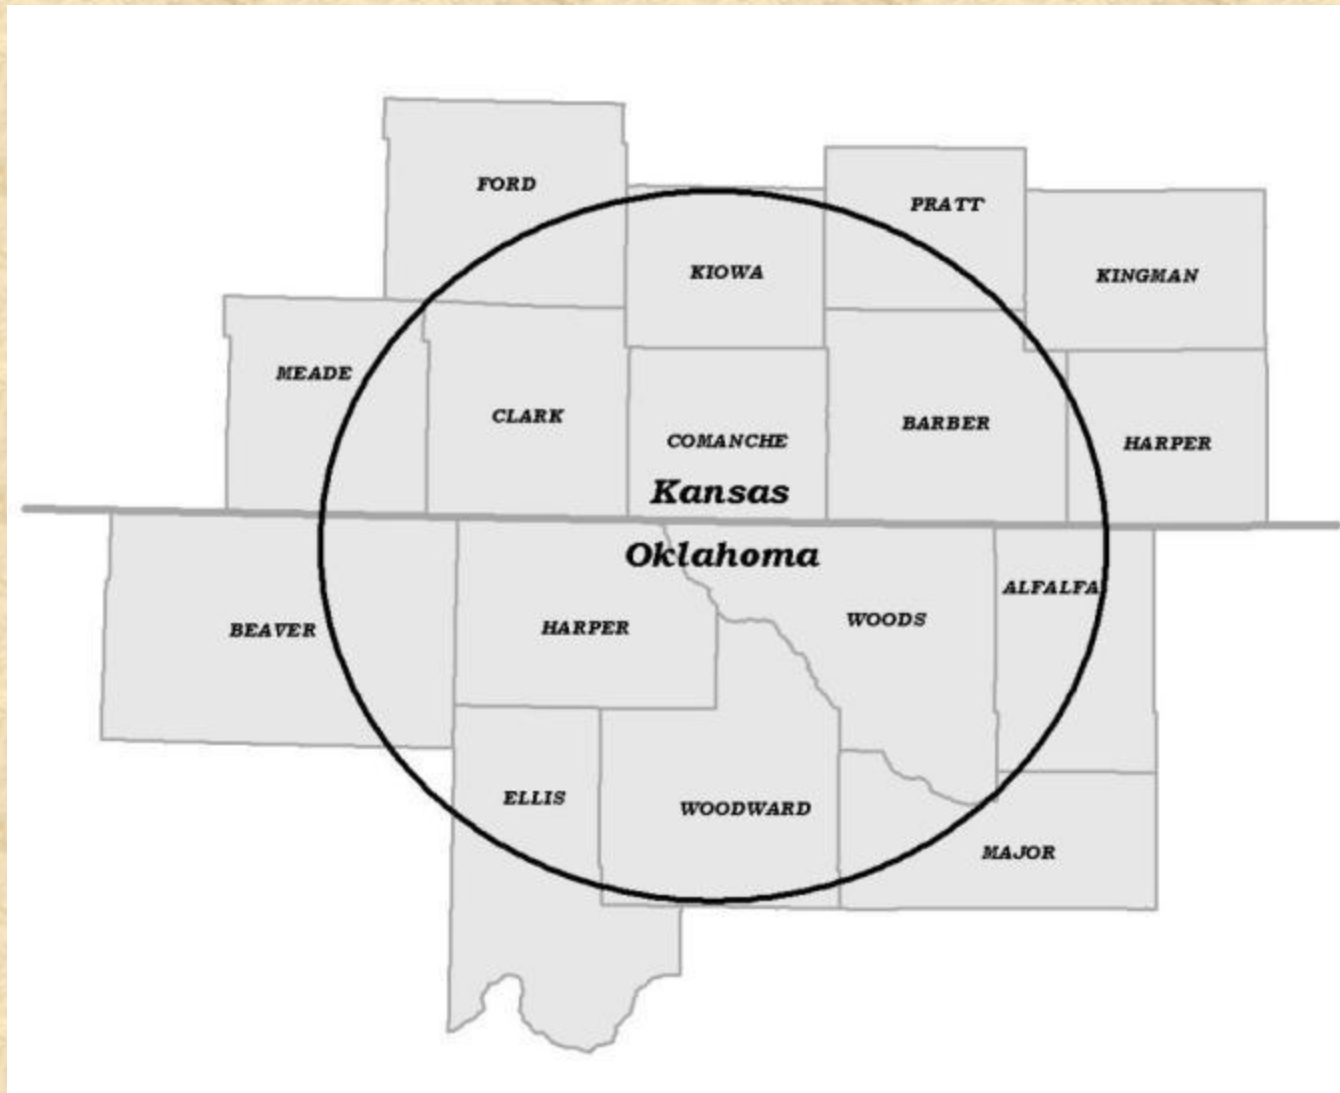 FORD
PRATT
KIOWA
KINGMAN
MEADE
CLARK
COMANCHE
BARBER
HARPER
Kansas
Oklahoma
ALFALFA
BEAVER
HARPER
WOODS
ELLIS
WOODWARD
MAJOR